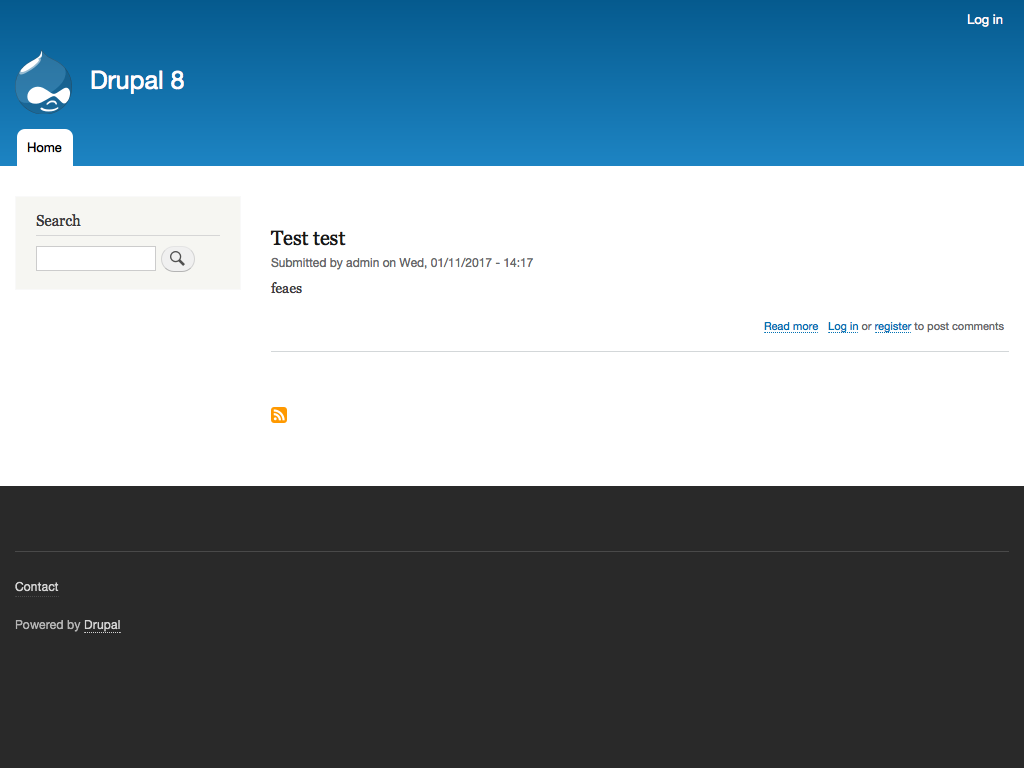 Log in
Drupal 8
Home
Search
Test test
Submitted by admin on Wed, 01/11/2017 - 14:17
feaes
Read more Log in or register to post comments
Contact
Powered by Drupal